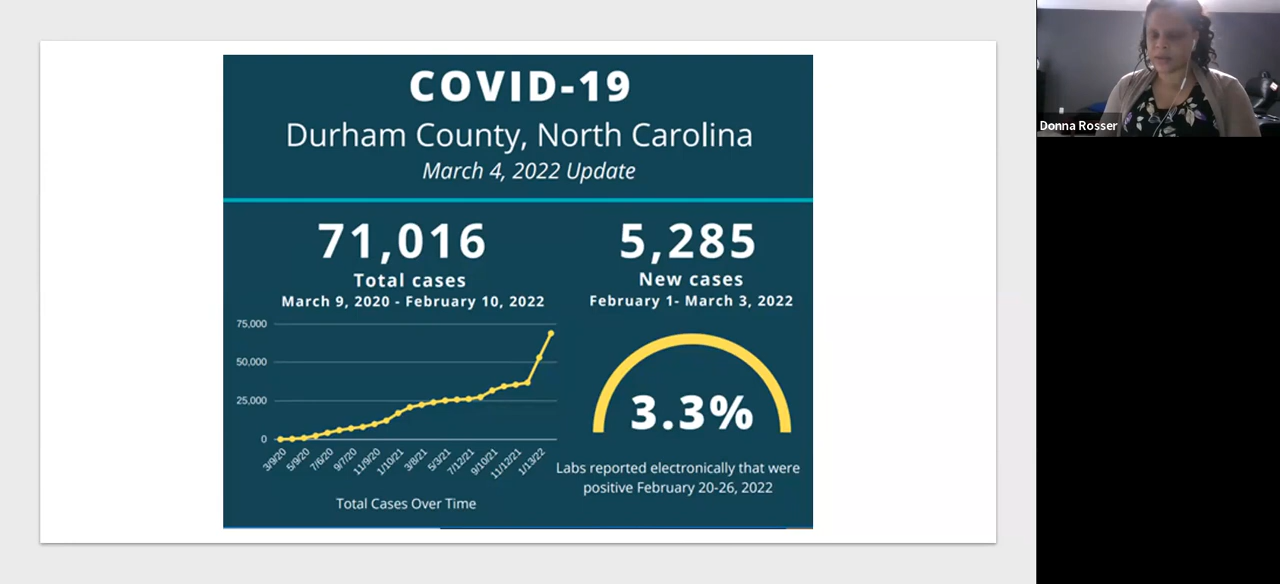 COVID-19
Durham County, North Carolina
March 4, 2022 Update
71,016
Total cases
March 9, 2020 - February 10, 2022
5,285
New cases
February 1- March 3, 2022
75,000
50,000
25,000
0
3/9/20
5/9/20
7/6/20
9/7/20
11/9/20
1/10/21
3/8/21
5/3/21
7/12/21
9/10/21
11/12/21
1/13/22
Total Cases Over Time
3.3%
Labs reported electronically that were
positive February 20-26, 2022
Donna Rosser